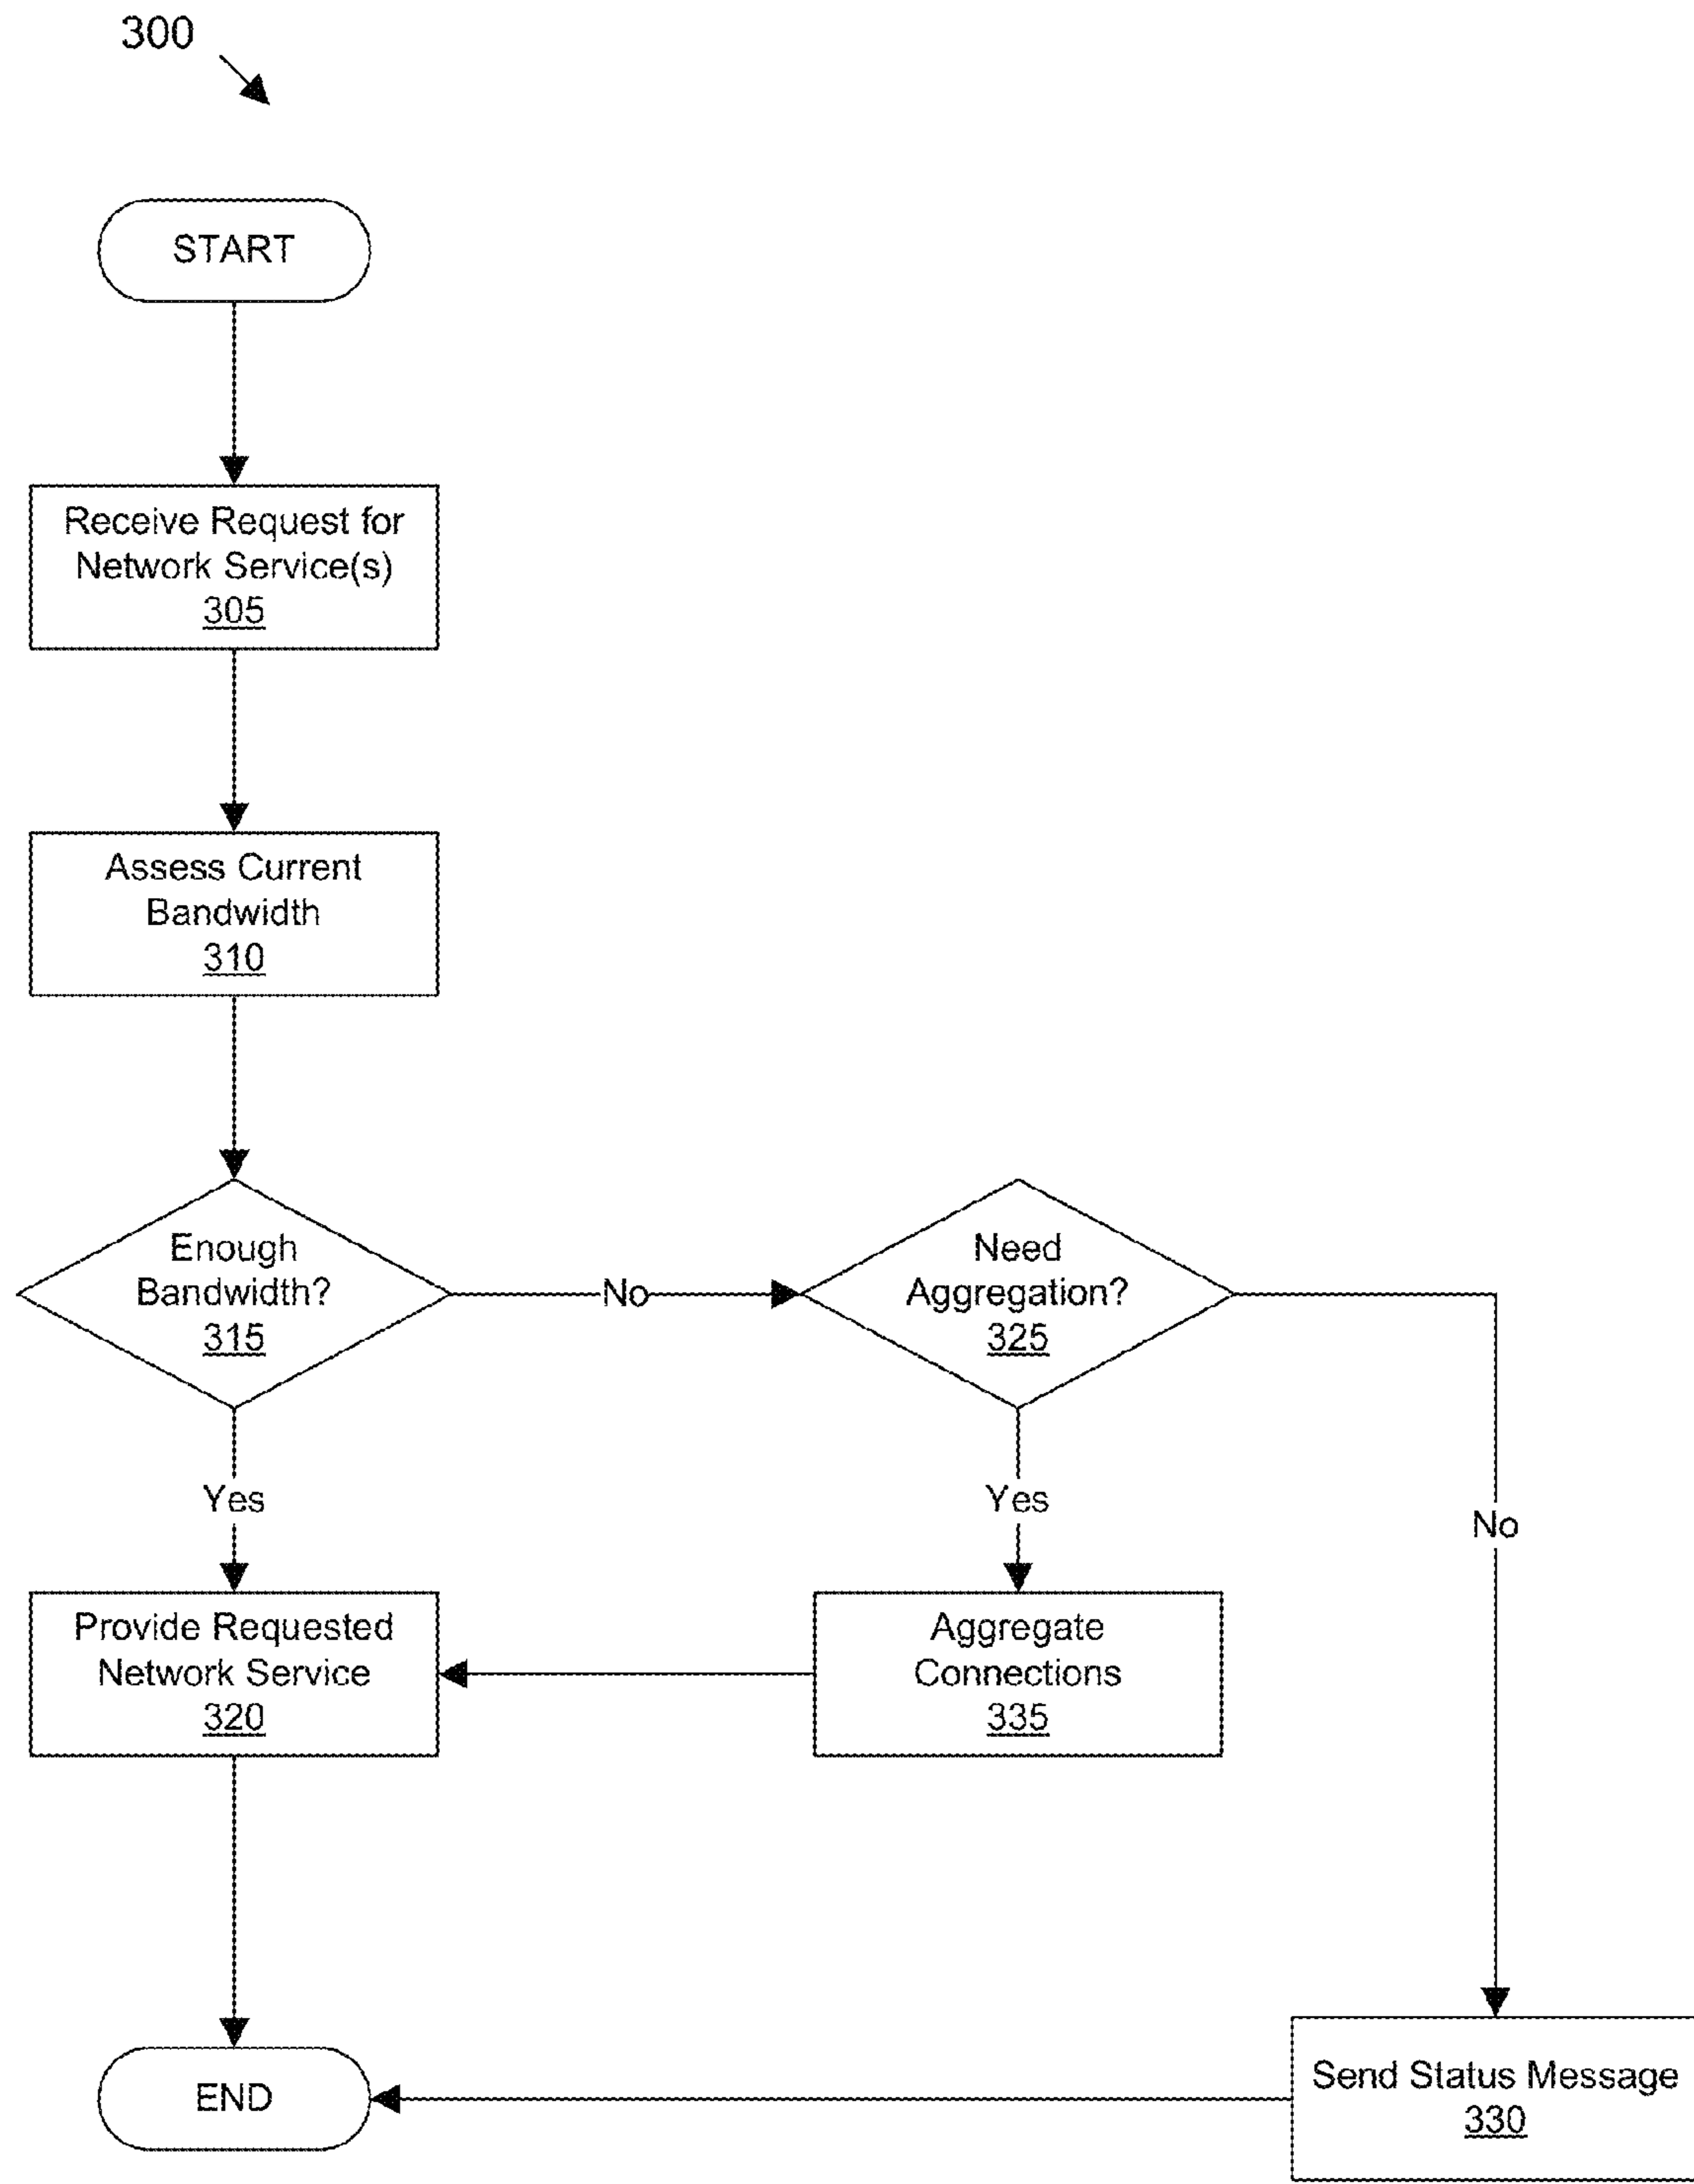 300
START
Receive Request for
Network Service(s)
305
Assess Current
Bandwidth
310
Enough
Bandwidth?
315
No
Need
Aggregation?
325
Yes
Yes
No
Provide Requested
Network Service
320
Aggregate
Connections
335
END
Send Status Message
330